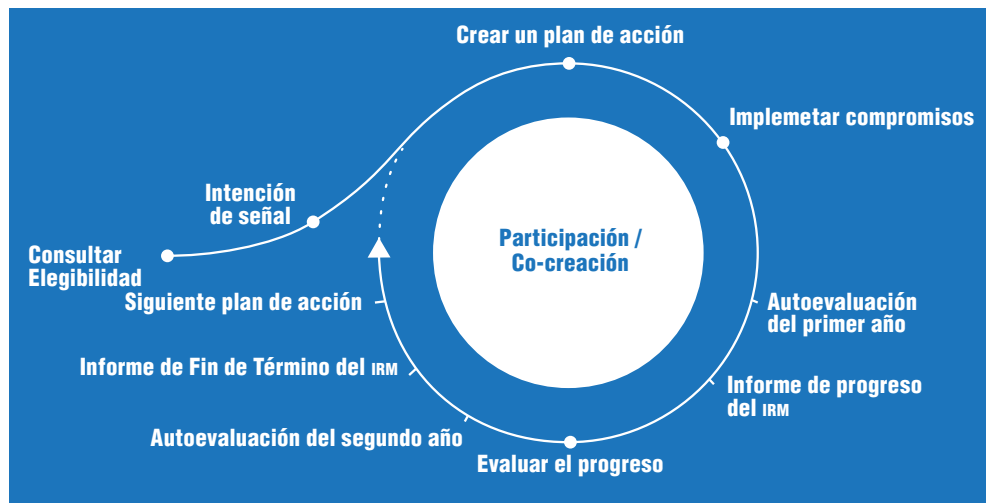 Crear un plan de acción
Implemetar compromisos
Intención
de señal
Consultar
Elegibilidad
Participación /
Co-creación
Siguiente plan de acción
Autoevaluación
del primer año
Informe de Fin de Término del IRM
Informe de progreso
del IRM
Autoevaluación del segundo año
Evaluar el progreso